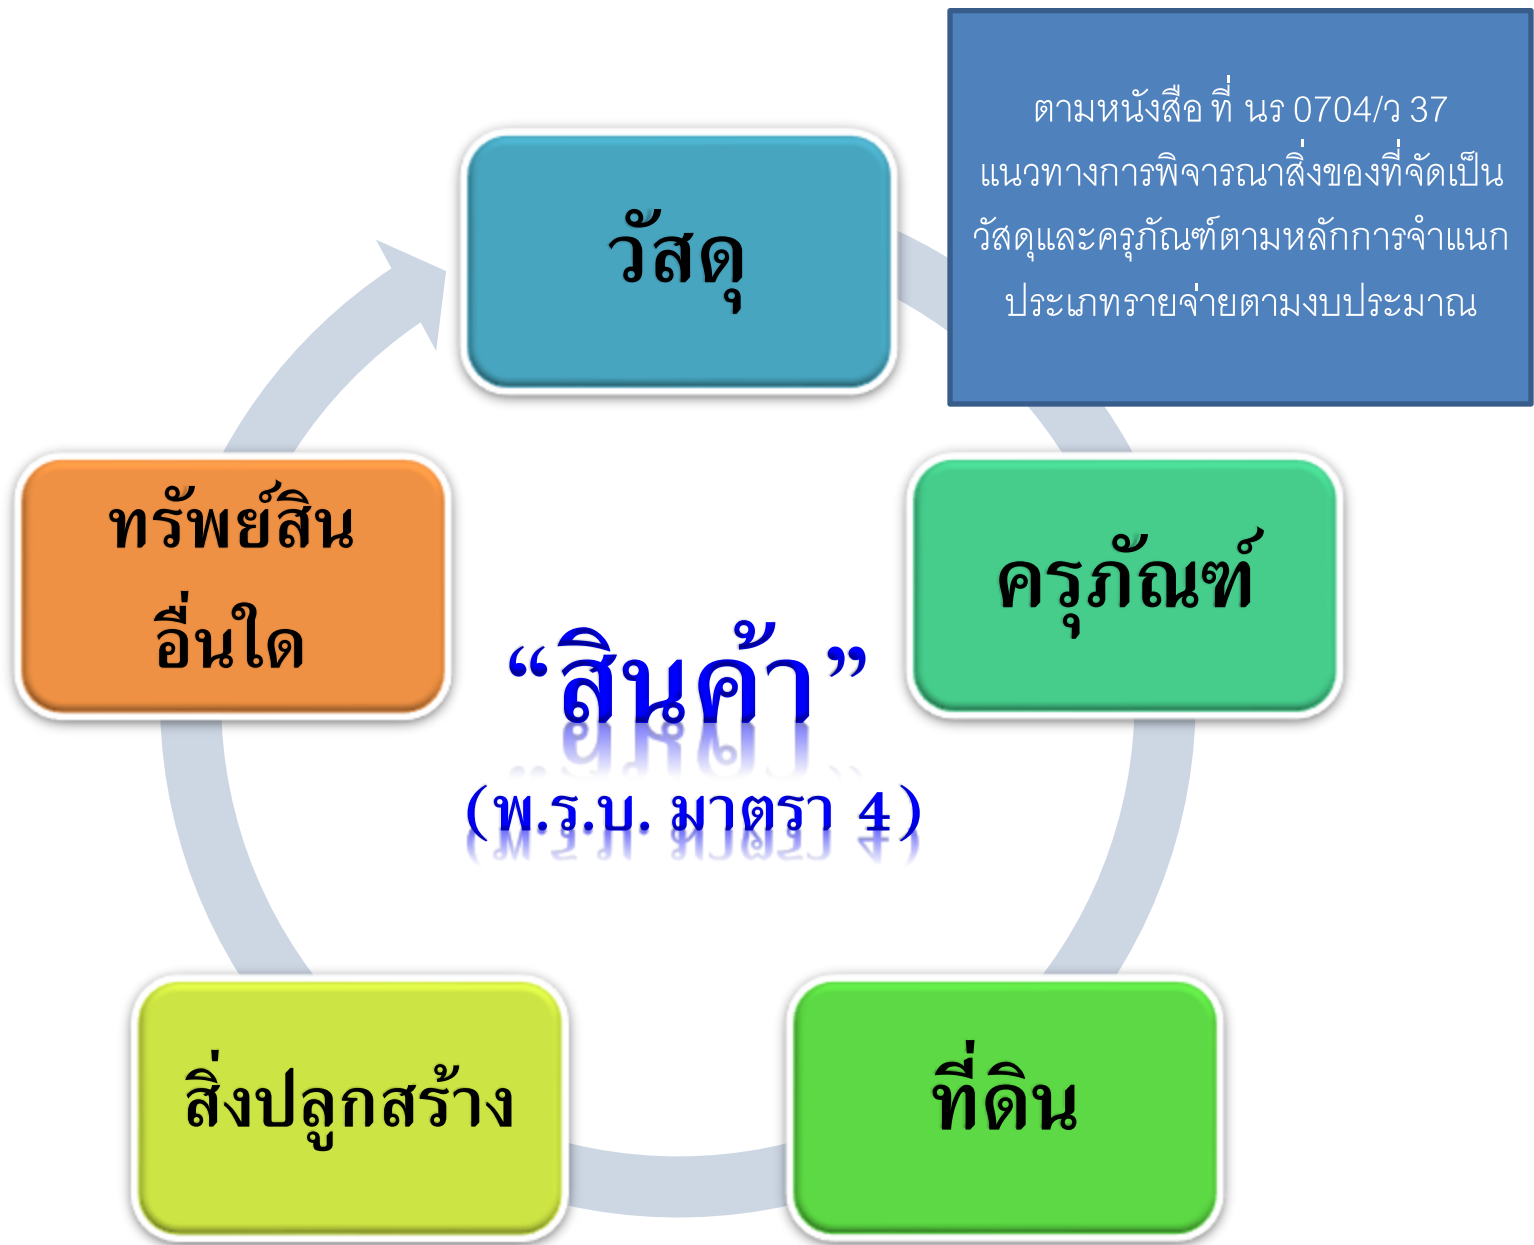 ตามหนังสือ ที่ นร 0704/ว 37
แนวทางการพิจารณาสิ่งของที่จัดเป็น
วัสดุและครุภัณฑ์ตามหลักการจำแนก
ประเภทรายจ่ายตามงบประมาณ
วัสดุ
ครุภัณฑ์
ที่ดิน
สิ่งปลูกสร้าง
ทรัพย์สิน
อื่นใด
“สินค้า”
(พ.ร.บ. มาตรา 4)